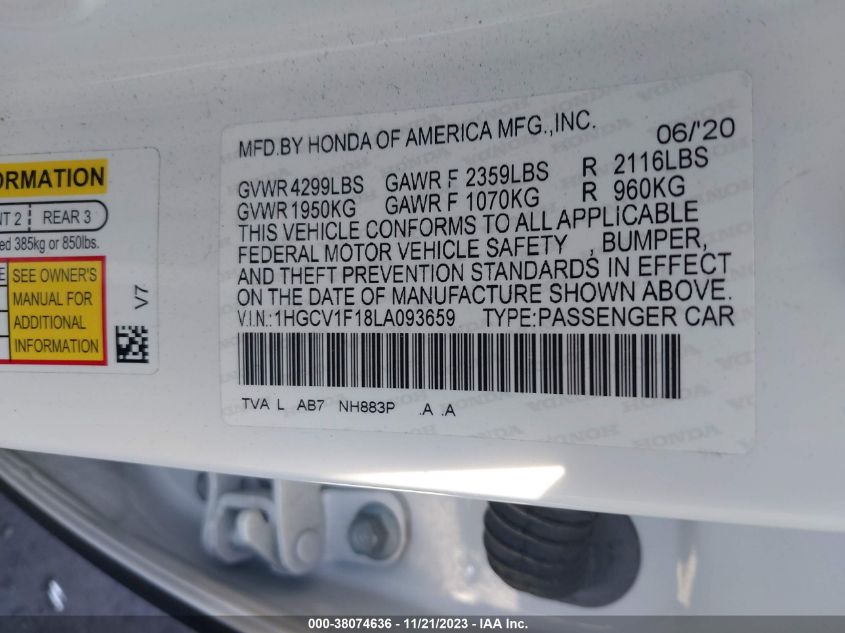 ORMATION
NT 2 REAR 3
ed 385kg or 850lbs.
E SEE OWNER'S
MANUAL FOR
ADDITIONAL
INFORMATION
V7
MFD.BY HONDA OF AMERICA MFG.,INC. 06/'20
GVWR 4299LBS GAWR F 2359LBS R 2116LBS
GVWR 1950KG GAWR F 1070KG R 960KG
THIS VEHICLE CONFORMS TO ALL APPLICABLE
FEDERAL MOTOR VEHICLE SAFETY , BUMPER,
AND THEFT PREVENTION STANDARDS IN EFFECT
ON THE DATE OF MANUFACTURE SHOWN ABOVE.
V.I.N.:1HGCV1F18LA093659 TYPE:PASSENGER CAR
TVA L AB7 NH883P .A .A
000-38074636 - 11/21/2023 - IAA Inc.